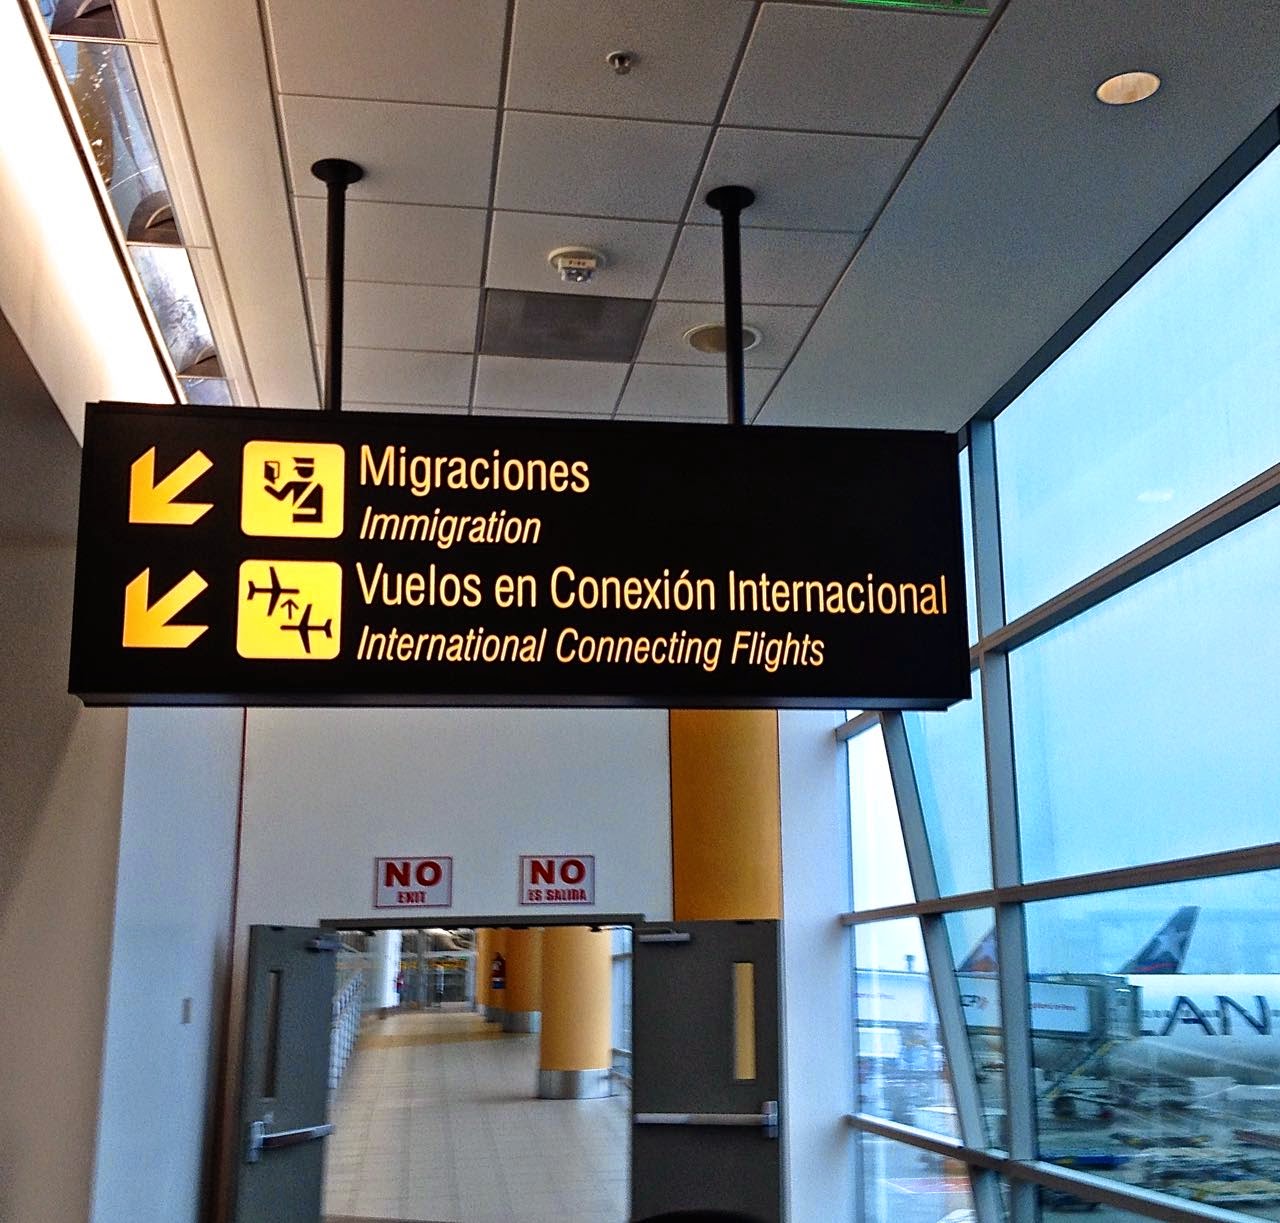 Migraciones
Immigration
Vuelos en Conexión Internacional
International Connecting Flights
NO
EXIT
NO
ES SALIDA
LAN